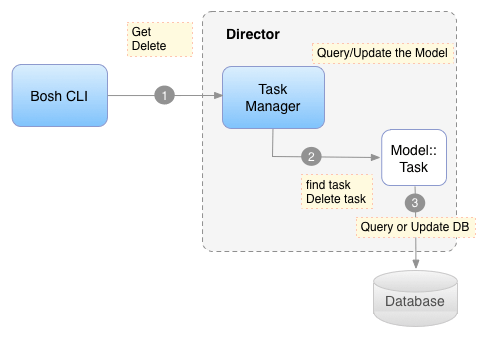 Get
Delete
Director
Query/Update the Model
Bosh CLI
1
Task
Manager
2
Model::
Task
find task
Delete task
3
Query or Update DB
Database